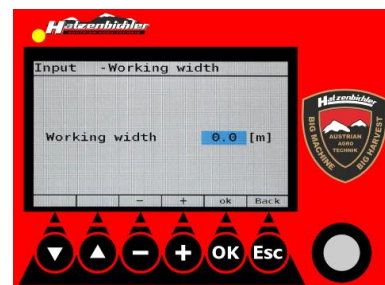 Hatzenbichler
Input -Working width
Working width 0.0 [m]
- + ok Back
OK Esc
Hatzenbichler
BIG MACHINE
AUSTRIAN
AGRO
TECHNIK
BIG HARVEST